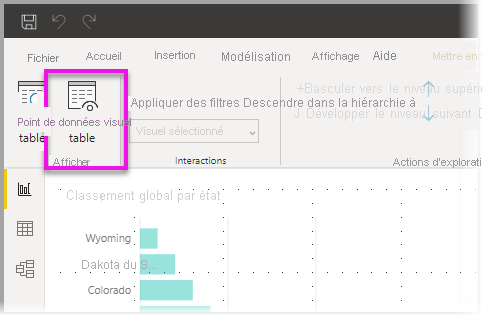 Fichier Accueil Insertion Modélisation Affichage Aide Mettre en
Point de données visuel
table table
Afficher
Appliquer des filtres Descendre dans la hiérarchie à
Visuel sélectionné
Interactions
+Basculer vers le niveau supérie
J Développer le niveau suivant D
Actions d'explorat
Classement global par état
Wyoming
Dakota du S...
Colorado